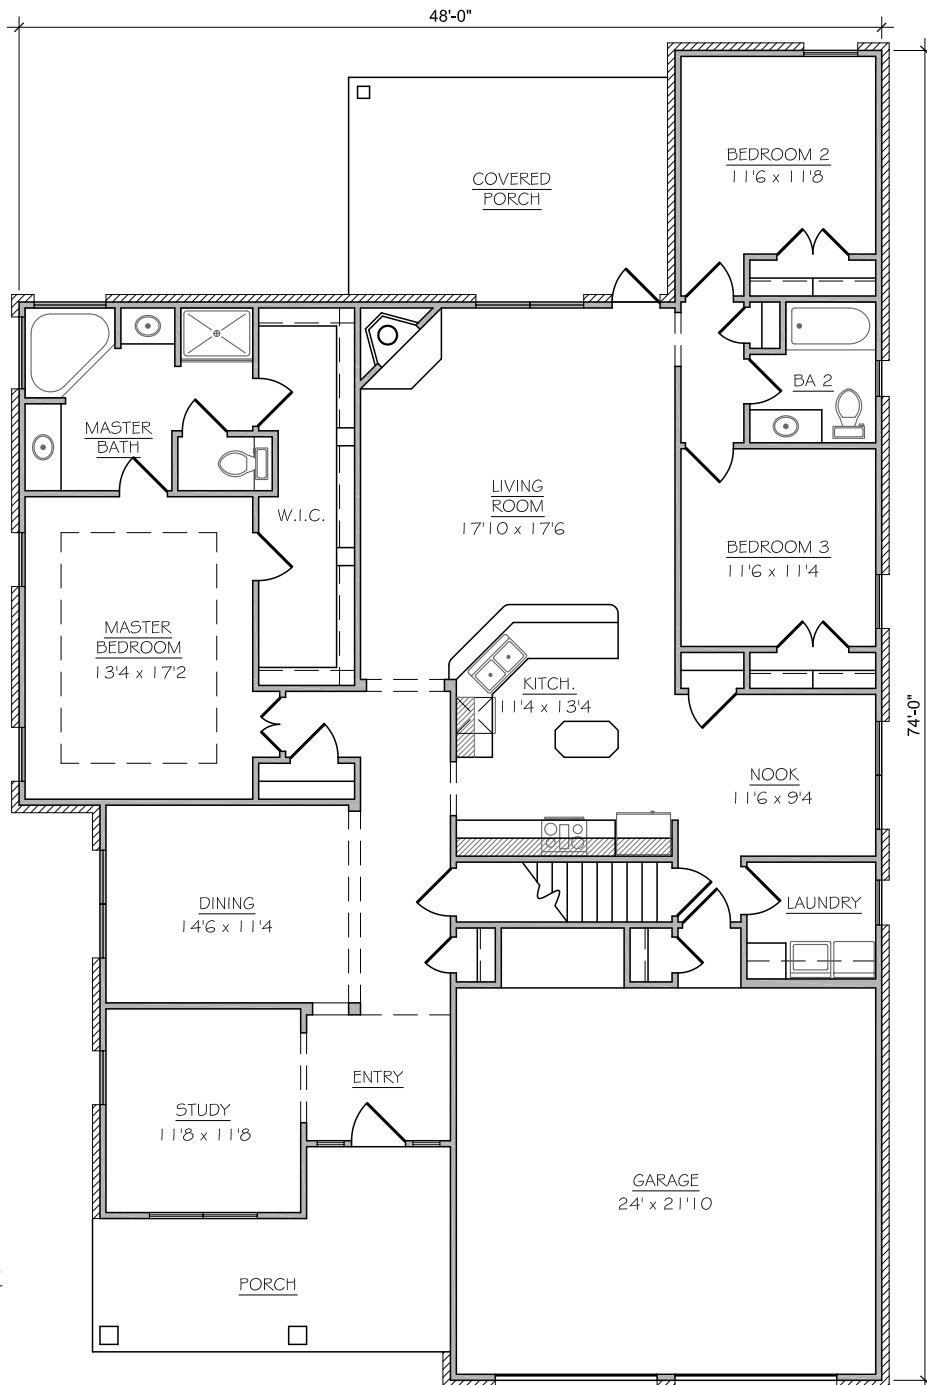 48'-0"
BEDROOM 2
11'6 x 11'8
COVERED
PORCH
BA 2
MASTER
BATH
LIVING
ROOM
17'10 x 17'6
W.I.C.
BEDROOM 3
11'6 x 11'4
MASTER
BEDROOM
13'4 x 17'2
KITCH.
11'4 x 13'4
74'-0"
NOOK
11'6 x 9'4
DINING
14'6 x 11'4
LAUNDRY
ENTRY
STUDY
11'8 x 11'8
GARAGE
24' x 21'10
PORCH